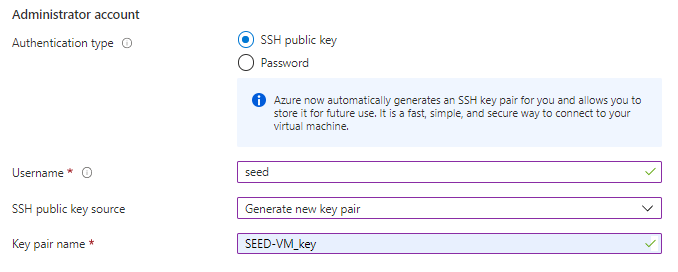 Administrator account
Authentication type
SSH public key
Password
Azure now automatically generates an SSH key pair for you and allows you to
store it for future use. It is a fast, simple, and secure way to connect to your
virtual machine.
Username *
seed
SSH public key source
Generate new key pair
Key pair name *
SEED-VM_key